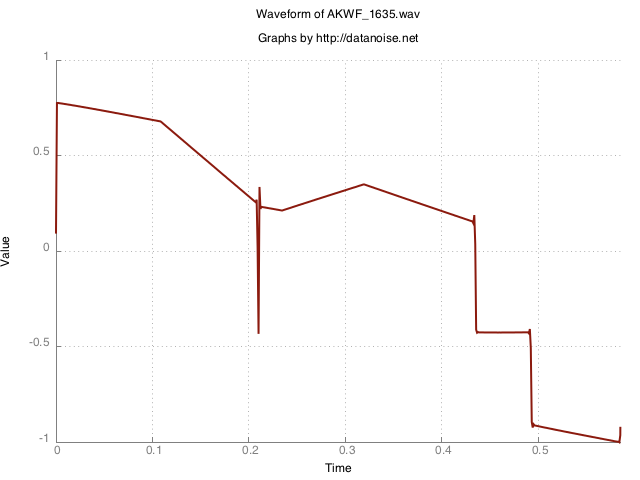 Waveform of AKWF_1635.wav
Graphs by http://datanoise.net
1
0.5
0
-0.5
-1
Value
0 0.1 0.2 0.3 0.4 0.5
Time